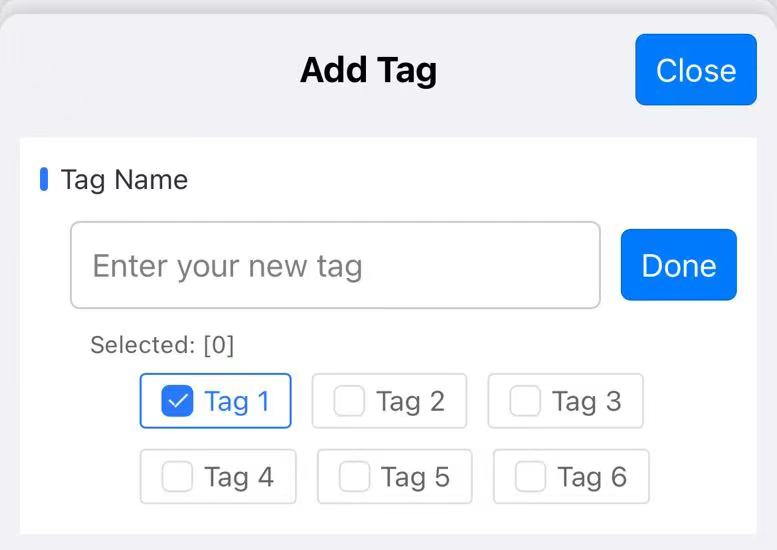 Add Tag Close
Tag Name
Enter your new tag Done
Selected: [0]
Tag 1 Tag 2 Tag 3
Tag 4 Tag 5 Tag 6